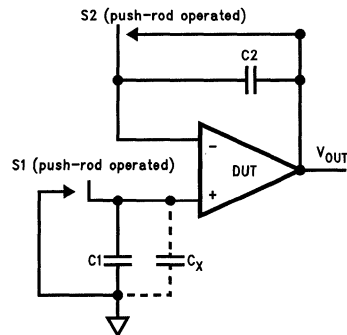 S2 (push-rod operated)
C2
−
DUT
VOUT
S1 (push-rod operated)
+
C1
CX